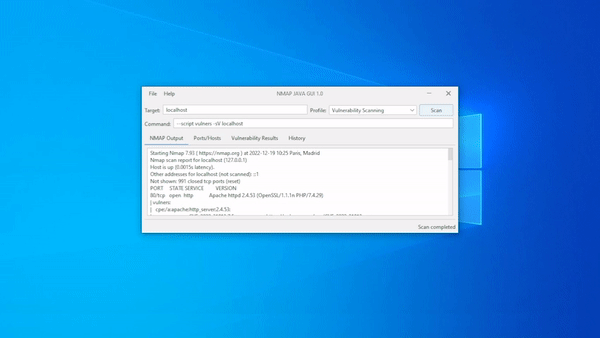 File Help
NMAP JAVA GUI 1.0
Target: localhost Profile: Vulnerability Scanning Scan
Command: --script vulners -sV localhost
NMAP Output Ports/Hosts Vulnerability Results History
Starting Nmap 7.93 ( https://nmap.org ) at 2022-12-19 10:25 Paris, Madrid
Nmap scan report for localhost (127.0.0.1)
Host is up (0.0015s latency).
Other addresses for localhost (not scanned): ::1
Not shown: 991 closed tcp ports (reset)
PORT STATE SERVICE VERSION
80/tcp open http Apache httpd 2.4.53 (OpenSSL/1.1.1n PHP/7.4.29)
| vulners:
| cpe:/a:apache:http_server:2.4.53:
Scan completed